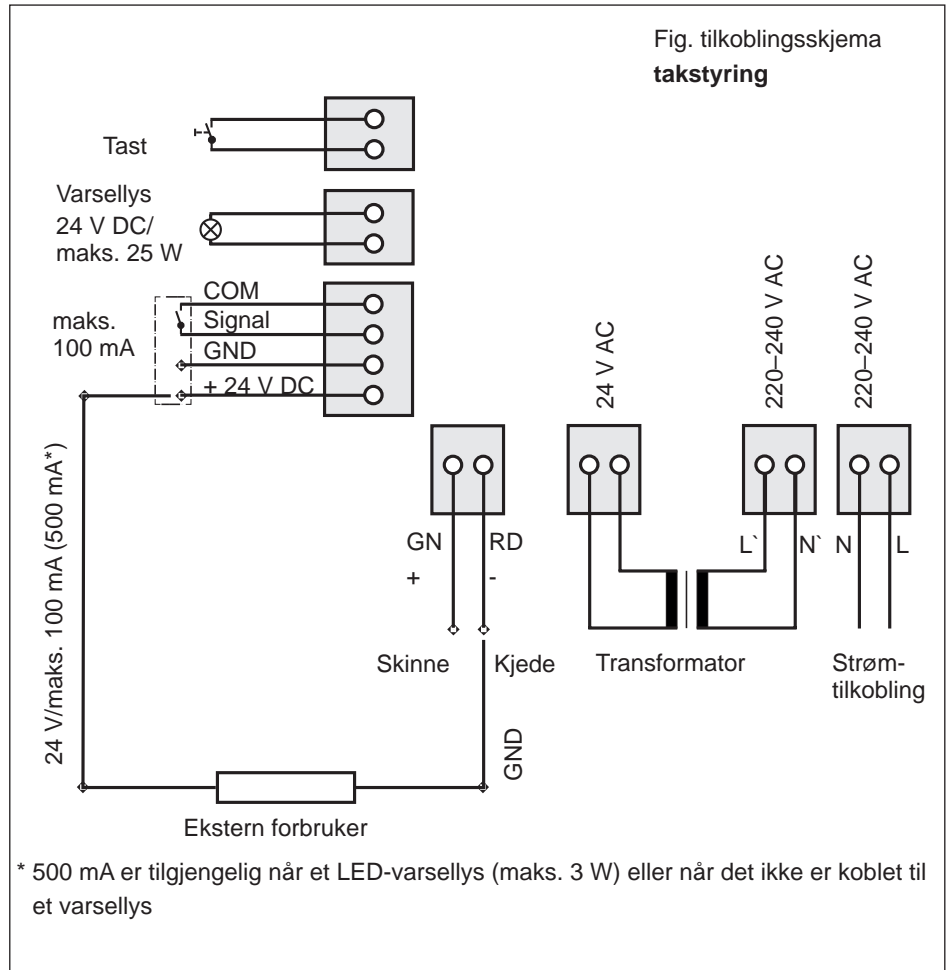 Fig. tilkoblingsskjema
takstyring
Tast
Varsellys
24 V DC/
maks. 25 W
COM
Signal
GND
+ 24 V DC
maks.
100 mA
24 V/maks. 100 mA (500 mA*)
24 V AC
220–240 V AC
220–240 V AC
GN
RD
+
-
L`
N`
N
L
Skinne
Kjede
Transformator
Strøm-
tilkobling
GND
Ekstern forbruker
* 500 mA er tilgjengelig når et LED-varsellys (maks. 3 W) eller når det ikke er koblet til
et varsellys